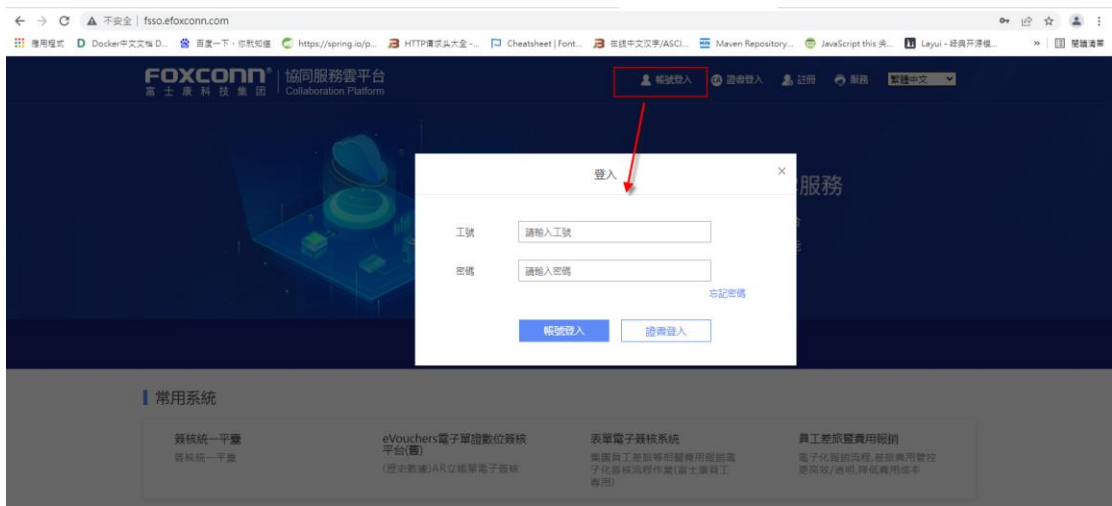 不安全 | fsso.efoxconn.com
應用程式 Docker中文文檔 D... 百度一下，你就知道 https://spring.io/p... HTTP请求头大全 -... Cheatsheet | Font... 在线中文汉字/ASCI... Maven Repository... JavaScript this 关... Layui - 经典开源模... » 閱讀清單
FOXCONN® 協同服務雲平台 帳號登入 證書登入 註冊 服務 繁體中文
富士康科技集団 Collaboration Platform
登入 ×
服務
工號 請輸入工號
密碼 請輸入密碼
忘記密碼
帳號登入 證書登入
常用系統
簽核統一平臺 eVouchers電子單證數位簽核 表單電子簽核系統 員工差旅暨費用報銷
平台(舊)
簽核統一平臺 集團員工差旅等相關費用報銷電 電子化報銷流程,差旅費用管控
(歷史數據)AR立帳單電子簽核 子化簽核流程作業(富士康員工 更高效/透明,降低費用成本
專用)